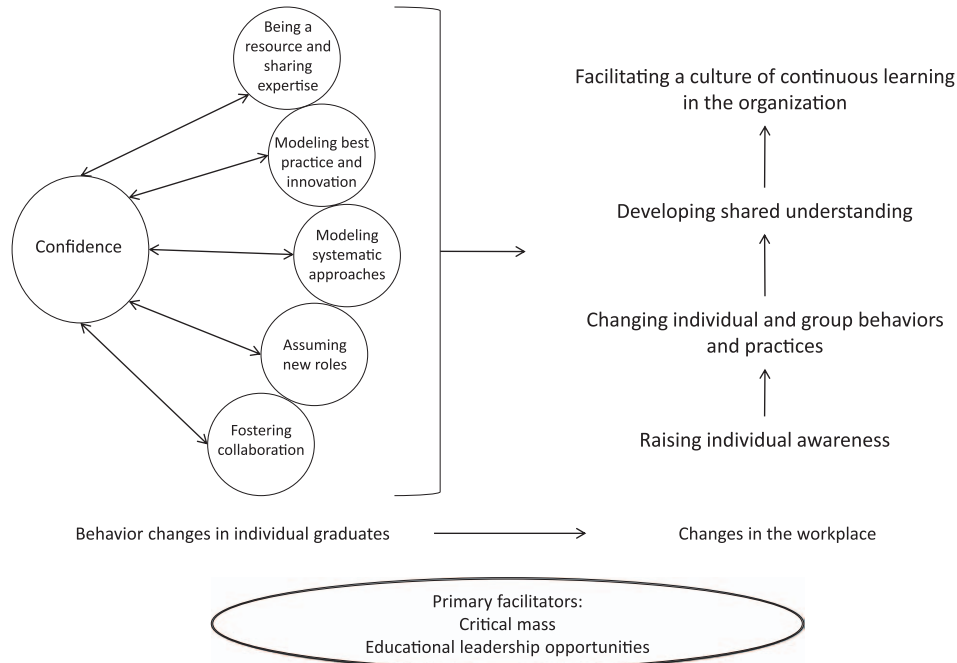 Being a
resource and
sharing
expertise
Modeling best
practice and
innovation
Confidence
Modeling
systematic
approaches
Assuming
new roles
Fostering
collaboration
Facilitating a culture of continuous learning
in the organization
Developing shared understanding
Changing individual and group behaviors
and practices
Raising individual awareness
Behavior changes in individual graduates
Changes in the workplace
Primary facilitators:
Critical mass
Educational leadership opportunities